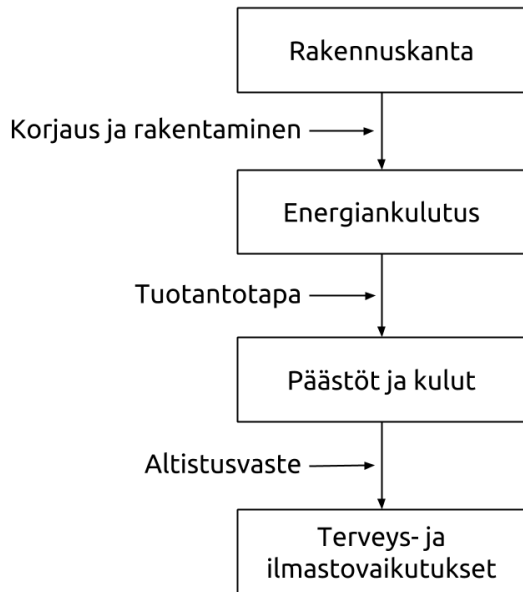 Rakennuskanta
Korjaus ja rakentaminen
Energiankulutus
Tuotantotapa
Päästöt ja kulut
Altistusvaste
Terveys- ja
ilmastovaikutukset